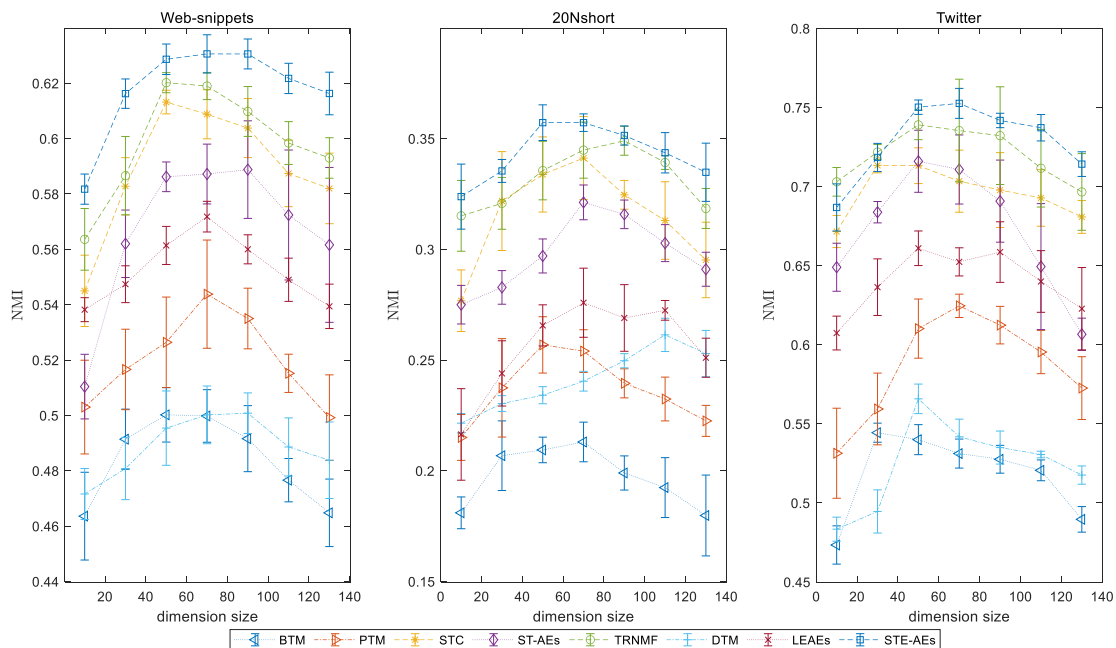 Web-snippets
20Nshort
Twitter
NMI
0.62
0.6
0.58
0.56
0.54
0.52
0.5
0.48
0.46
0.44
0 20 40 60 80 100 120 140
dimension size
NMI
0.35
0.3
0.25
0.2
0.15
0 20 40 60 80 100 120 140
dimension size
NMI
0.8
0.75
0.7
0.65
0.6
0.55
0.5
0.45
0 20 40 60 80 100 120 140
dimension size
BTM PTM STC ST-AEs TRNMF DTM LEAEs STE-AEs